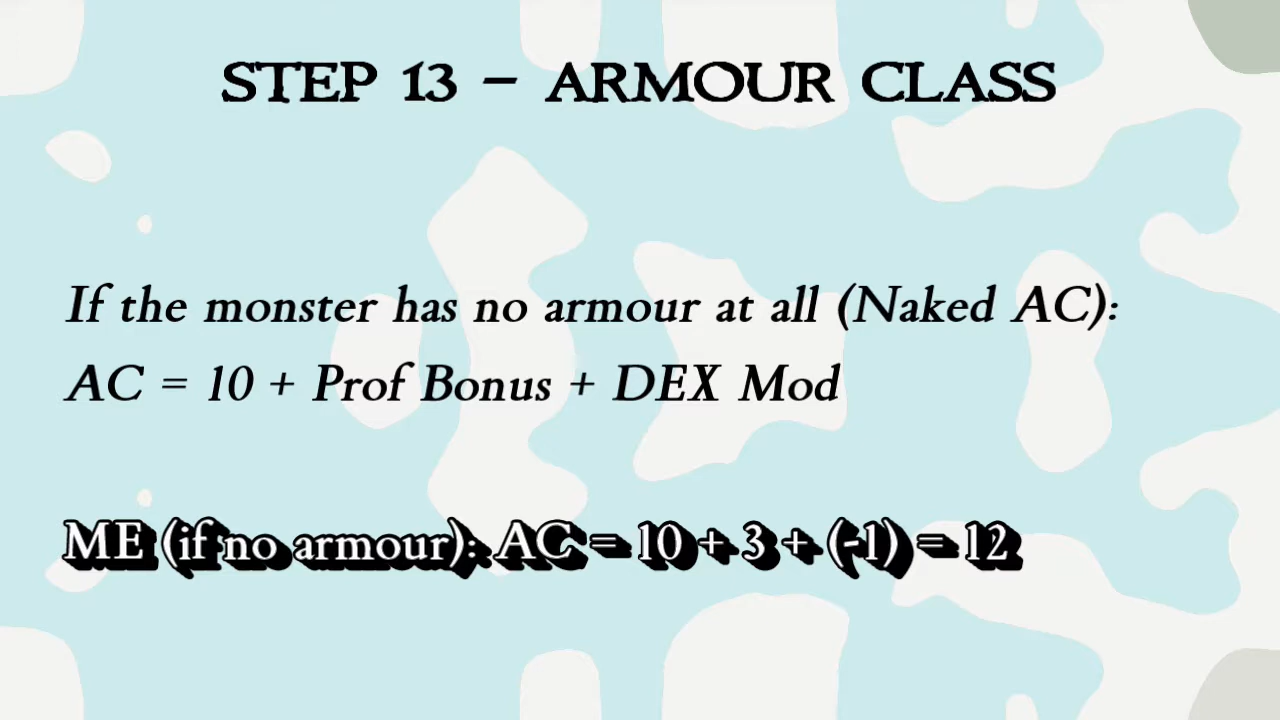 STEP 13 – ARMOUR CLASS
If the monster has no armour at all (Naked AC):
AC = 10 + Prof Bonus + DEX Mod
ME (if no armour): AC = 10 + 3 + (-1) = 12